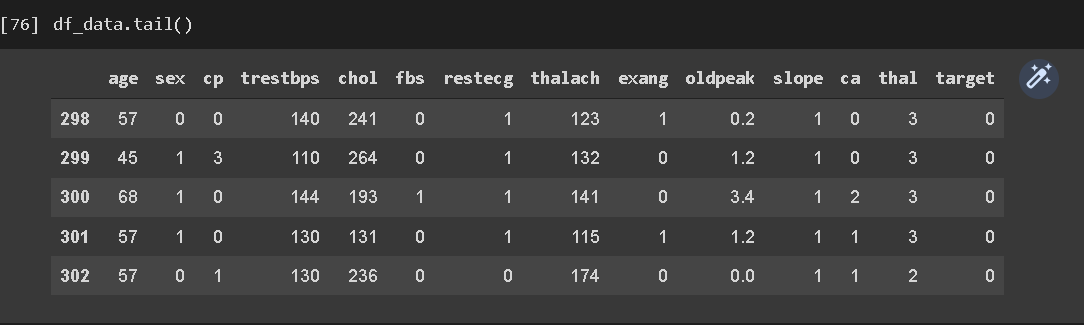 [76] df_data.tail()
age sex cp trestbps chol fbs restecg thalach exang oldpeak slope ca thal target
298 57 0 0 140 241 0 1 123 1 0.2 1 0 3 0
299 45 1 3 110 264 0 1 132 0 1.2 1 0 3 0
300 68 1 0 144 193 1 1 141 0 3.4 1 2 3 0
301 57 1 0 130 131 0 1 115 1 1.2 1 1 3 0
302 57 0 1 130 236 0 0 174 0 0.0 1 1 2 0